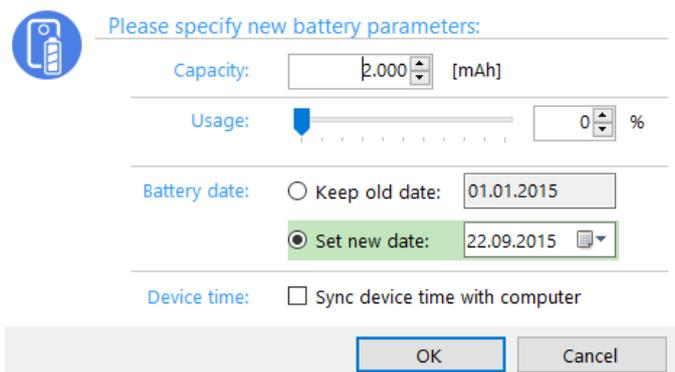 Please specify new battery parameters:
Capacity: 2.000 [mAh]
Usage: 0 %
Battery date: Keep old date: 01.01.2015
Set new date: 22.09.2015
Device time: Sync device time with computer
OK Cancel